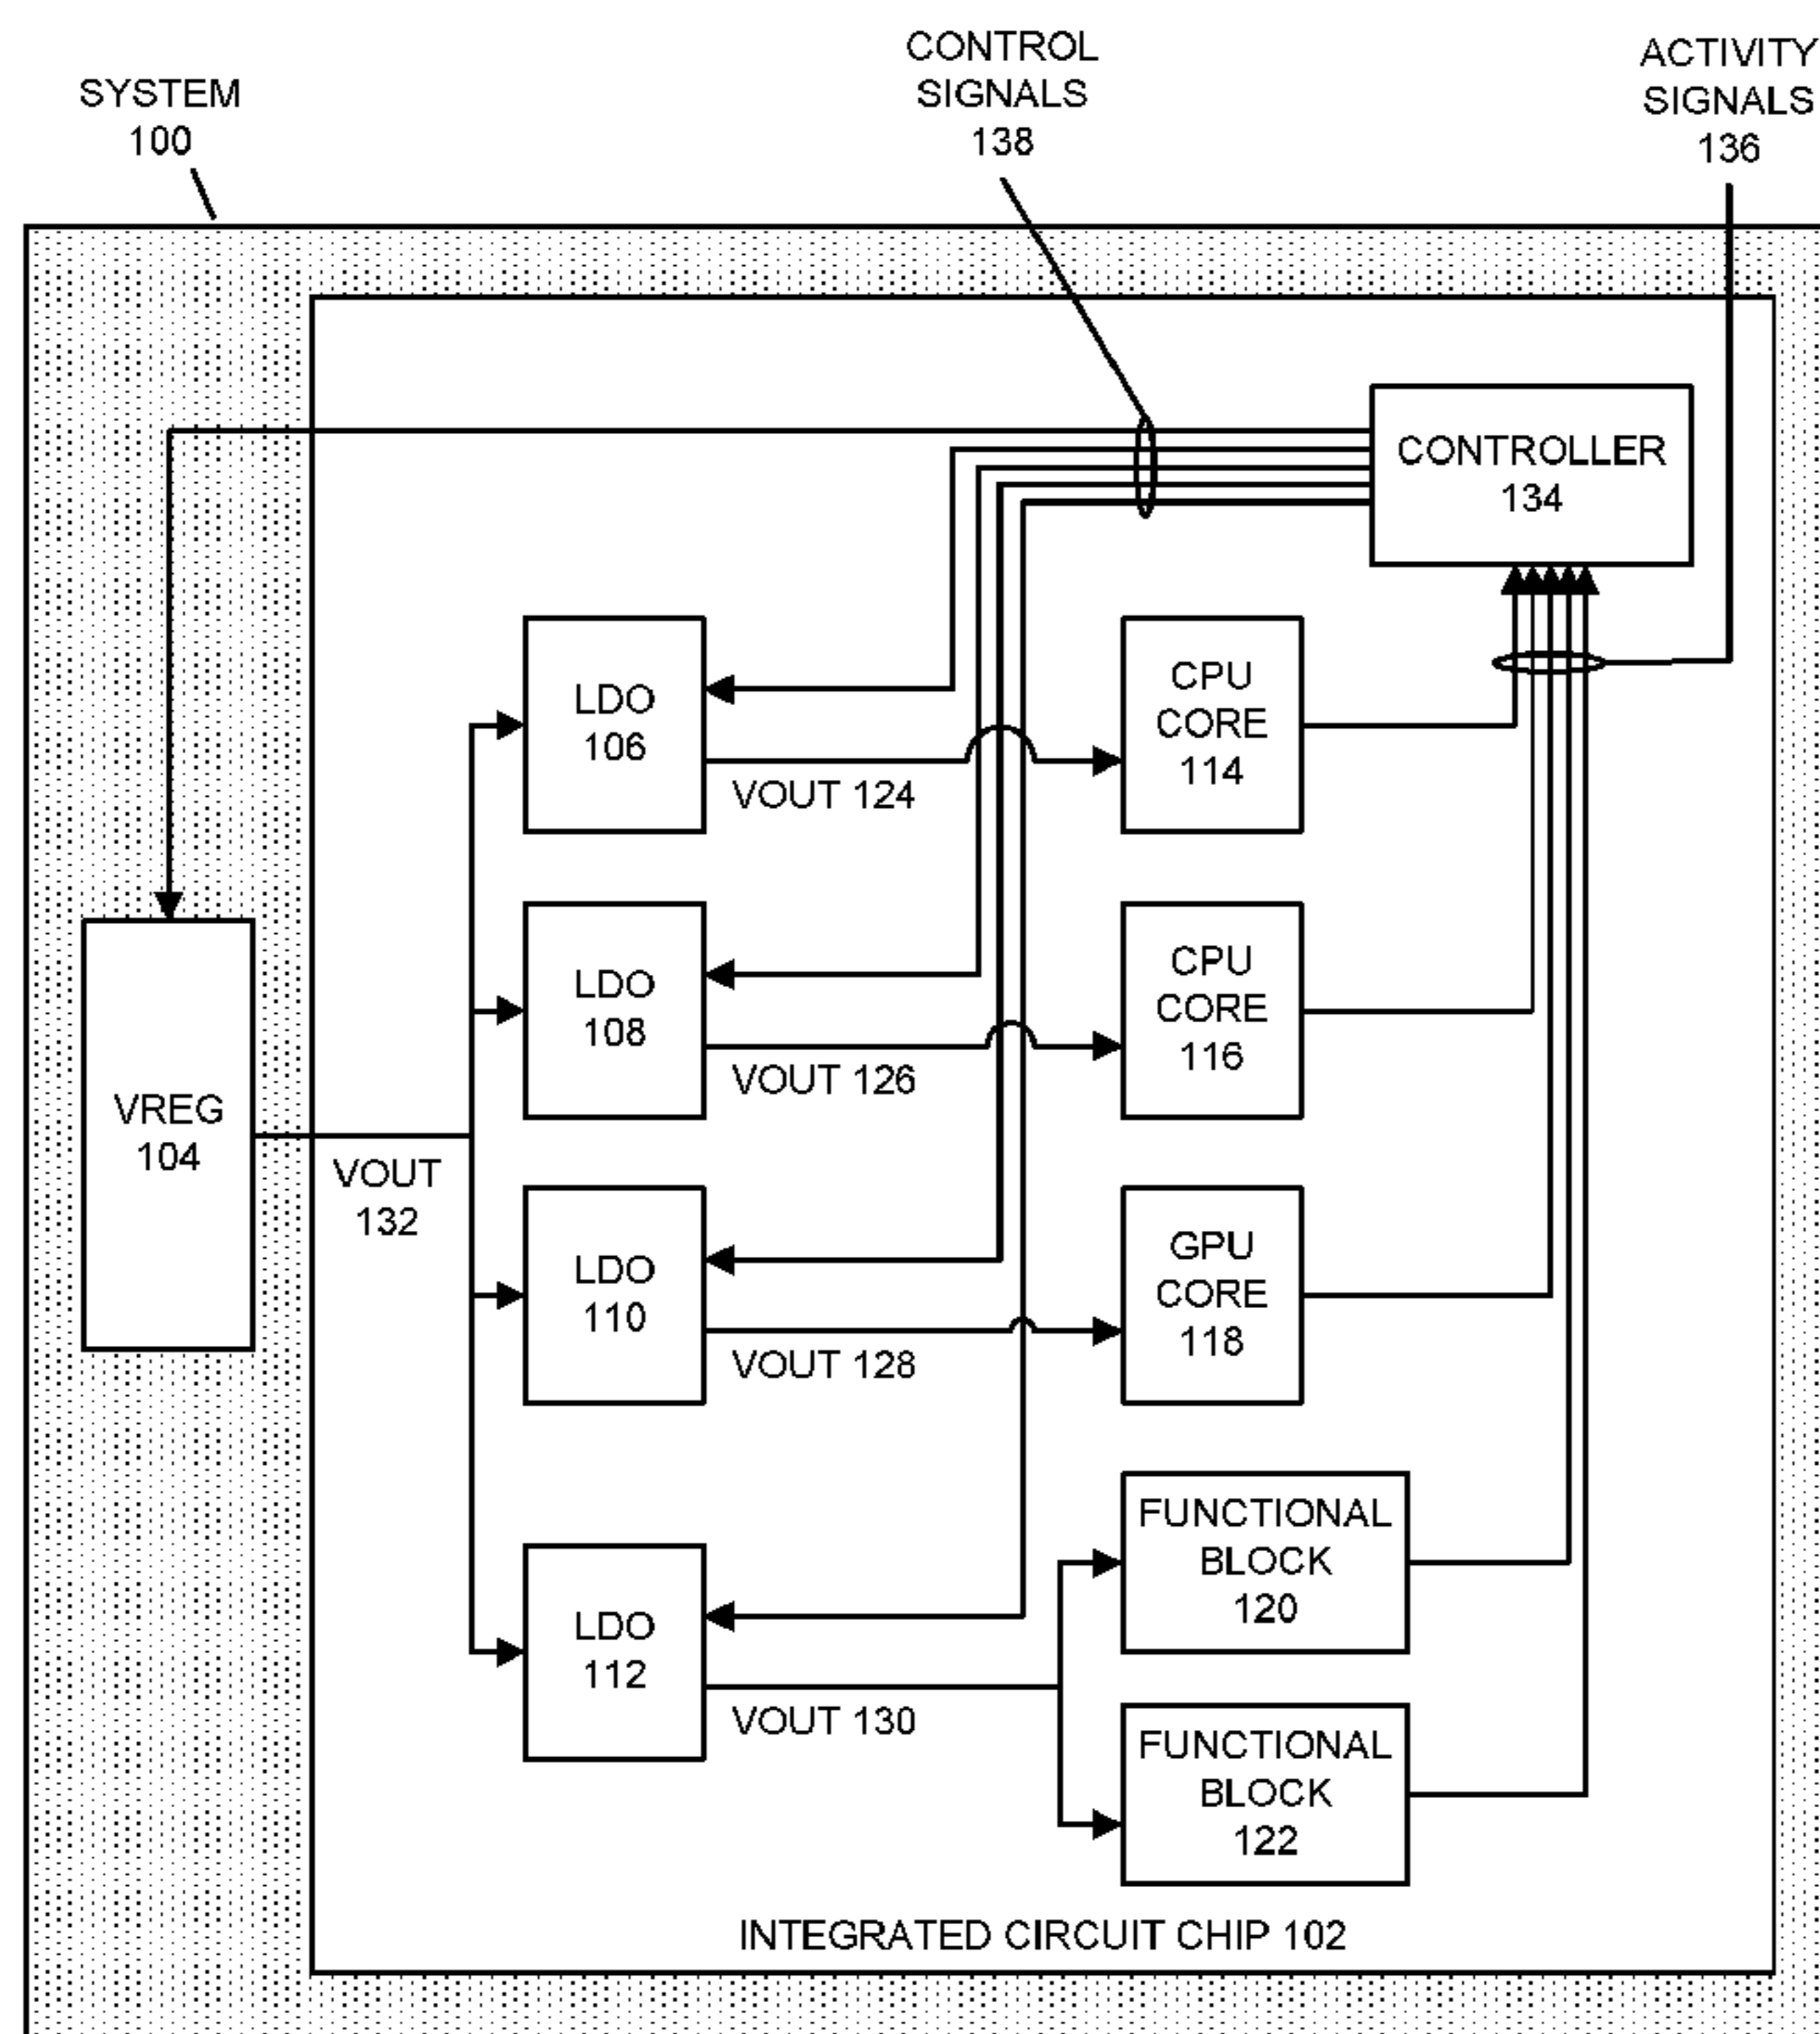 CONTROL
SIGNALS
138
ACTIVITY
SIGNALS
136
SYSTEM
100
CONTROLLER
134
LDO
106
VOUT 124
CPU
CORE
114
LDO
108
VOUT 126
CPU
CORE
116
VREG
104
VOUT
132
LDO
110
VOUT 128
GPU
CORE
118
LDO
112
VOUT 130
FUNCTIONAL
BLOCK
120
FUNCTIONAL
BLOCK
122
INTEGRATED CIRCUIT CHIP 102